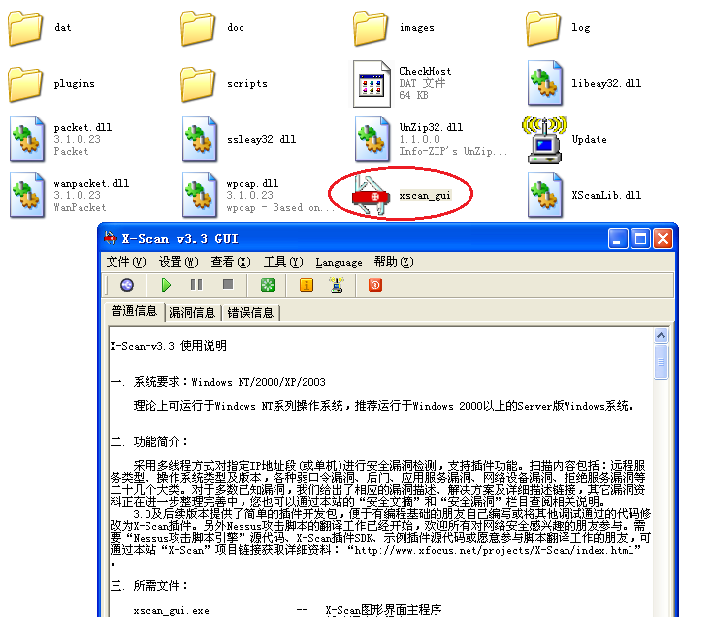 dat
doc
images
log
plugins
scripts
CheckHost
DAT 文件
64 KB
libeay32.dll
packet.dll
3.1.0.23
Packet
ssleay32 dll
UnZip32.dll
1.1.0.0
Info-ZIP's UnZip...
Update
wanpacket.dll
3.1.0.23
WanPacket
wpcap.dll
3.1.0.23
wpcap - Based on...
xscan_gui
XScanLib.dll
X-Scan v3.3 GUI
文件(V) 设置(W) 查看(X) 工具(Y) Language 帮助(Z)
普通信息 漏洞信息 错误信息
X-Scan-v3.3 使用说明
一. 系统要求：Windows NT/2000/XP/2003
理论上可运行于Windows NT系列操作系统，推荐运行于Windows 2000以上的Server版Windows系统。
二. 功能简介：
采用多线程方式对指定IP地址段(或单机)进行安全漏洞检测，支持插件功能。扫描内容包括：远程服
务类型、操作系统类型及版本，各种弱口令漏洞、后门、应用服务漏洞、网络设备漏洞、拒绝服务漏洞等
二十几个大类。对于多数已知漏洞，我们给出了相应的漏洞描述、解决方案及详细描述链接，其它漏洞资
料正在进一步整理完善中，您也可以通过本站的“安全文摘”和“安全漏洞”栏目查阅相关说明。
3.3及后续版本提供了简单的插件开发包，便于有编程基础的朋友自己编写或将其他调试通过的代码修
改为X-Scan插件。另外Nessus攻击脚本的翻译工作已经开始，欢迎所有对网络安全感兴趣的朋友参与。需
要“Nessus攻击脚本引擎”源代码、X-Scan插件SDK、示例插件源代码或愿意参与脚本翻译工作的朋友，可
通过本站“X-Scan”项目链接获取详细资料：“http://www.xfocus.net/projects/X-Scan/index.html”
。
三. 所需文件：
xscan_gui.exe -- X-Scan图形界面主程序